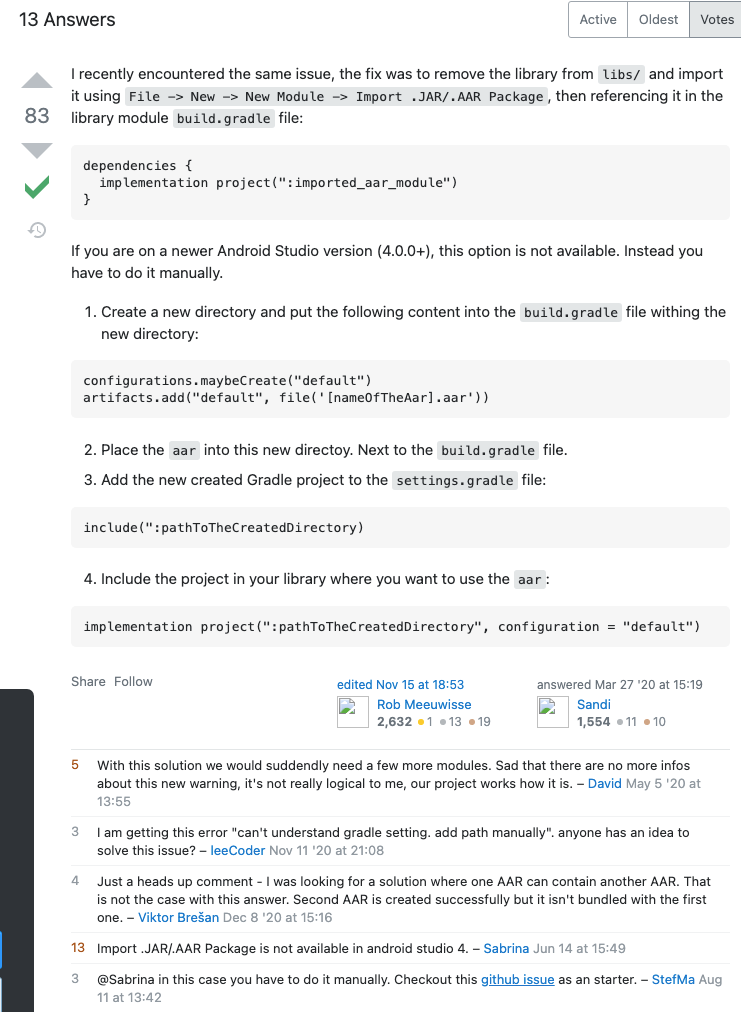 13 Answers
Active Oldest Votes
83
I recently encountered the same issue, the fix was to remove the library from libs/ and import
it using File -> New -> New Module -> Import .JAR/.AAR Package, then referencing it in the
library module build.gradle file:
dependencies {
  implementation project(":imported_aar_module")
}
If you are on a newer Android Studio version (4.0.0+), this option is not available. Instead you
have to do it manually.
1. Create a new directory and put the following content into the build.gradle file withing the
new directory:
configurations.maybeCreate("default")
artifacts.add("default", file('[nameOfTheAar].aar'))
2. Place the aar into this new directoy. Next to the build.gradle file.
3. Add the new created Gradle project to the settings.gradle file:
include(":pathToTheCreatedDirectory)
4. Include the project in your library where you want to use the aar:
implementation project(":pathToTheCreatedDirectory", configuration = "default")
Share Follow
edited Nov 15 at 18:53
Rob Meeuwisse
2,632 ●1 ●13 ●19
answered Mar 27 '20 at 15:19
Sandi
1,554 ●11 ●10
5 With this solution we would suddendly need a few more modules. Sad that there are no more infos
about this new warning, it's not really logical to me, our project works how it is. – David May 5 '20 at
13:55
3 I am getting this error "can't understand gradle setting. add path manually". anyone has an idea to
solve this issue? – leeCoder Nov 11 '20 at 21:08
4 Just a heads up comment - I was looking for a solution where one AAR can contain another AAR. That
is not the case with this answer. Second AAR is created successfully but it isn't bundled with the first
one. – Viktor Brešan Dec 8 '20 at 15:16
13 Import .JAR/.AAR Package is not available in android studio 4. – Sabrina Jun 14 at 15:49
3 @Sabrina in this case you have to do it manually. Checkout this github issue as an starter. – StefMa Aug
11 at 13:42